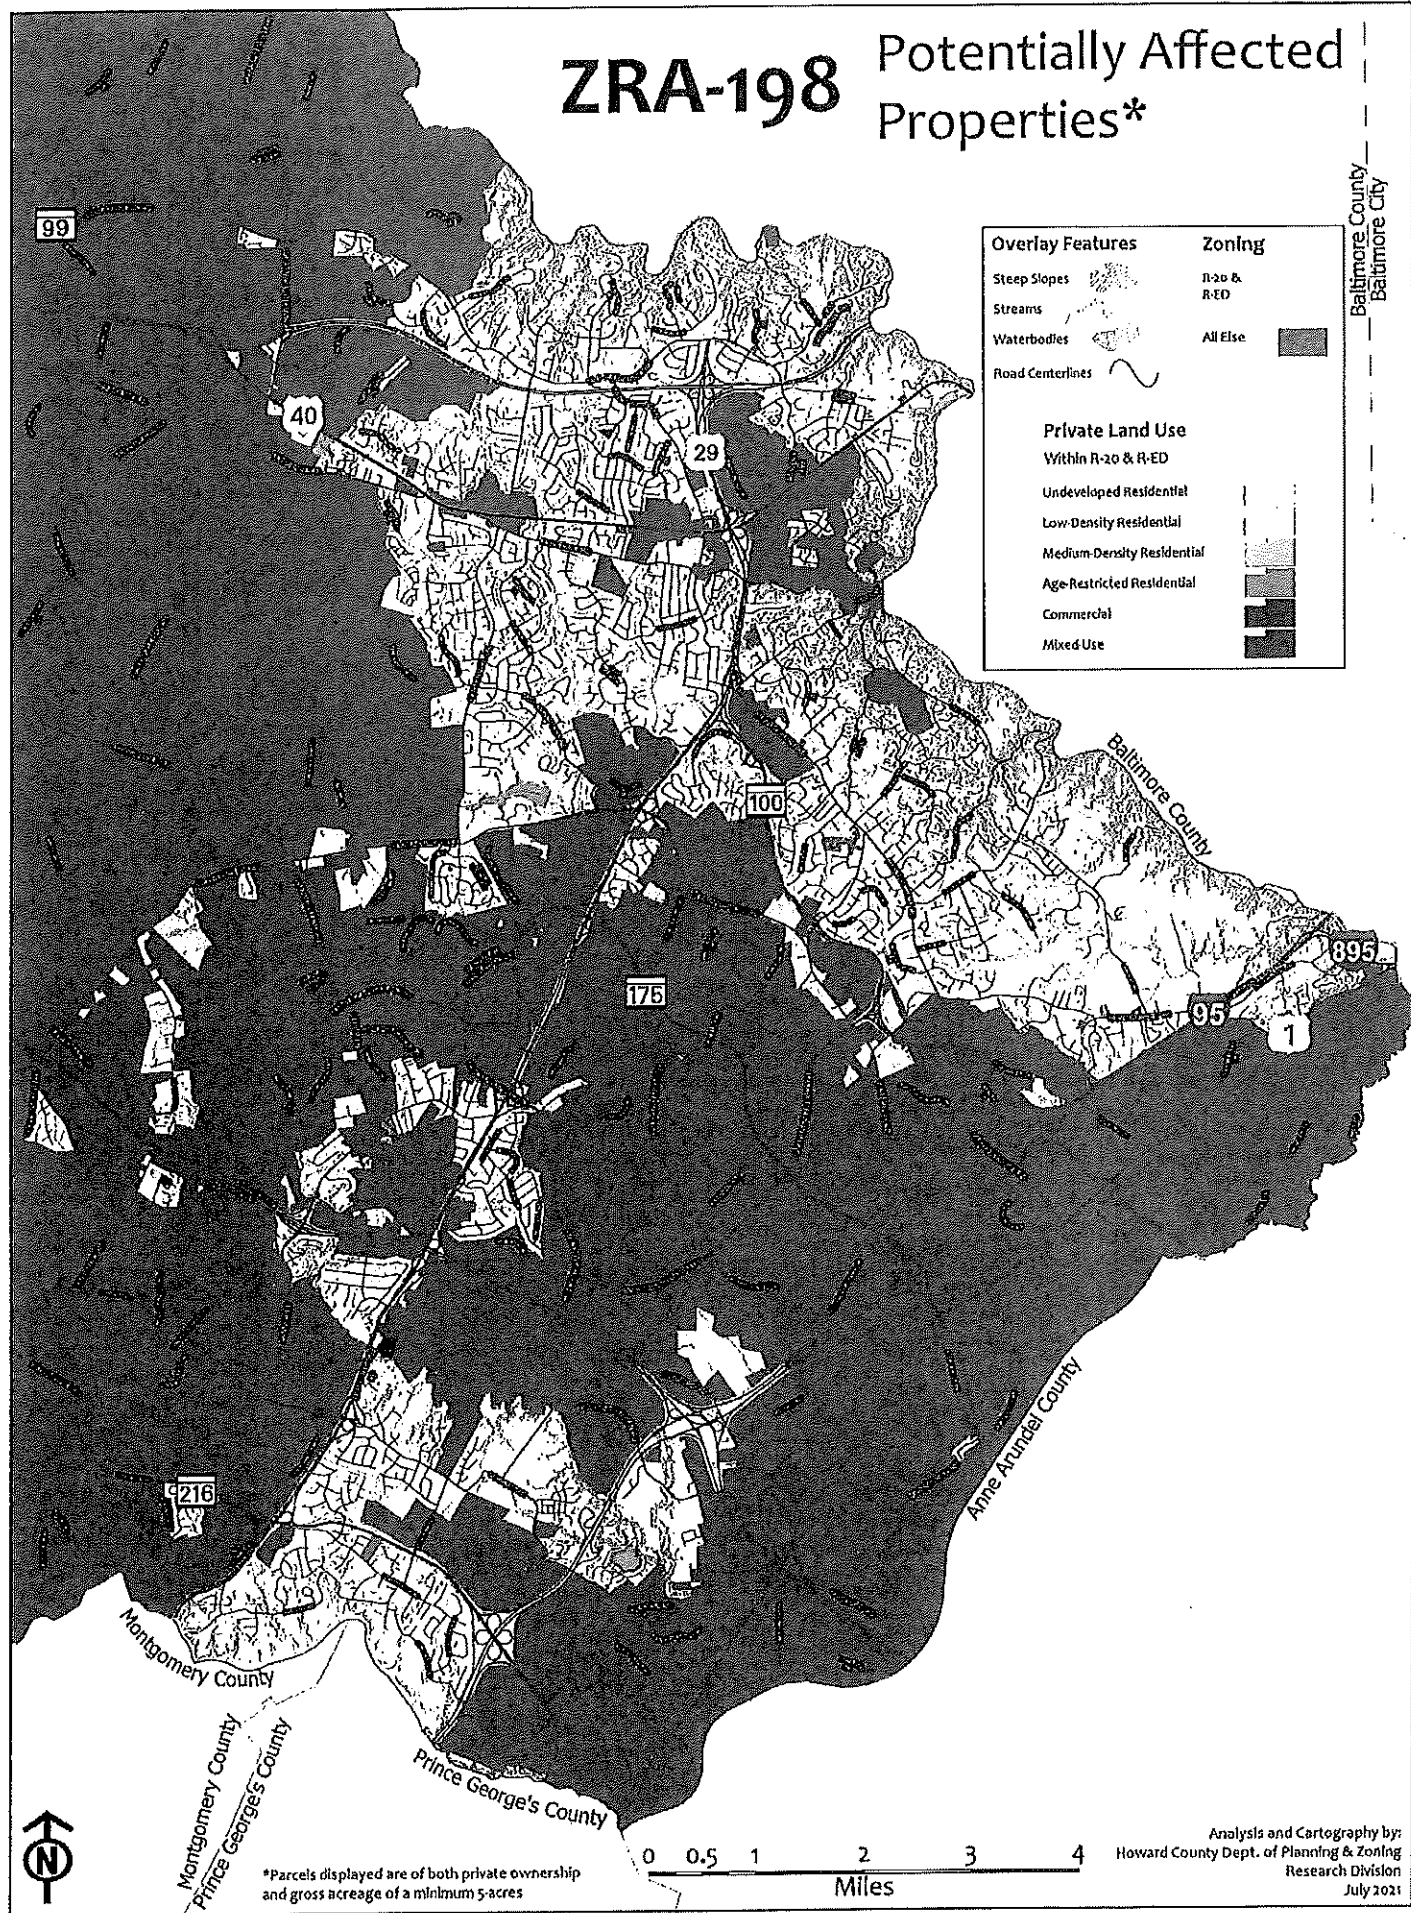 ZRA-198
Potentially Affected
Properties*
Baltimore County
Baltimore City
99
Overlay Features
Zoning
Steep Slopes
R-20 &
R-ED
Streams
Waterbodies
All Else
Road Centerlines
40
29
Private Land Use
Within R-20 & R-ED
Undeveloped Residential
Low-Density Residential
Medium-Density Residential
Age-Restricted Residential
Commercial
Mixed-Use
Baltimore County
100
895
175
95
1
Anne Arundel County
216
Montgomery County
Montgomery County
Prince George's County
Prince George's County
N
*Parcels displayed are of both private ownership
and gross acreage of a minimum 5-acres
0 0.5 1 2 3 4
Miles
Analysis and Cartography by:
Howard County Dept. of Planning & Zoning
Research Division
July 2021